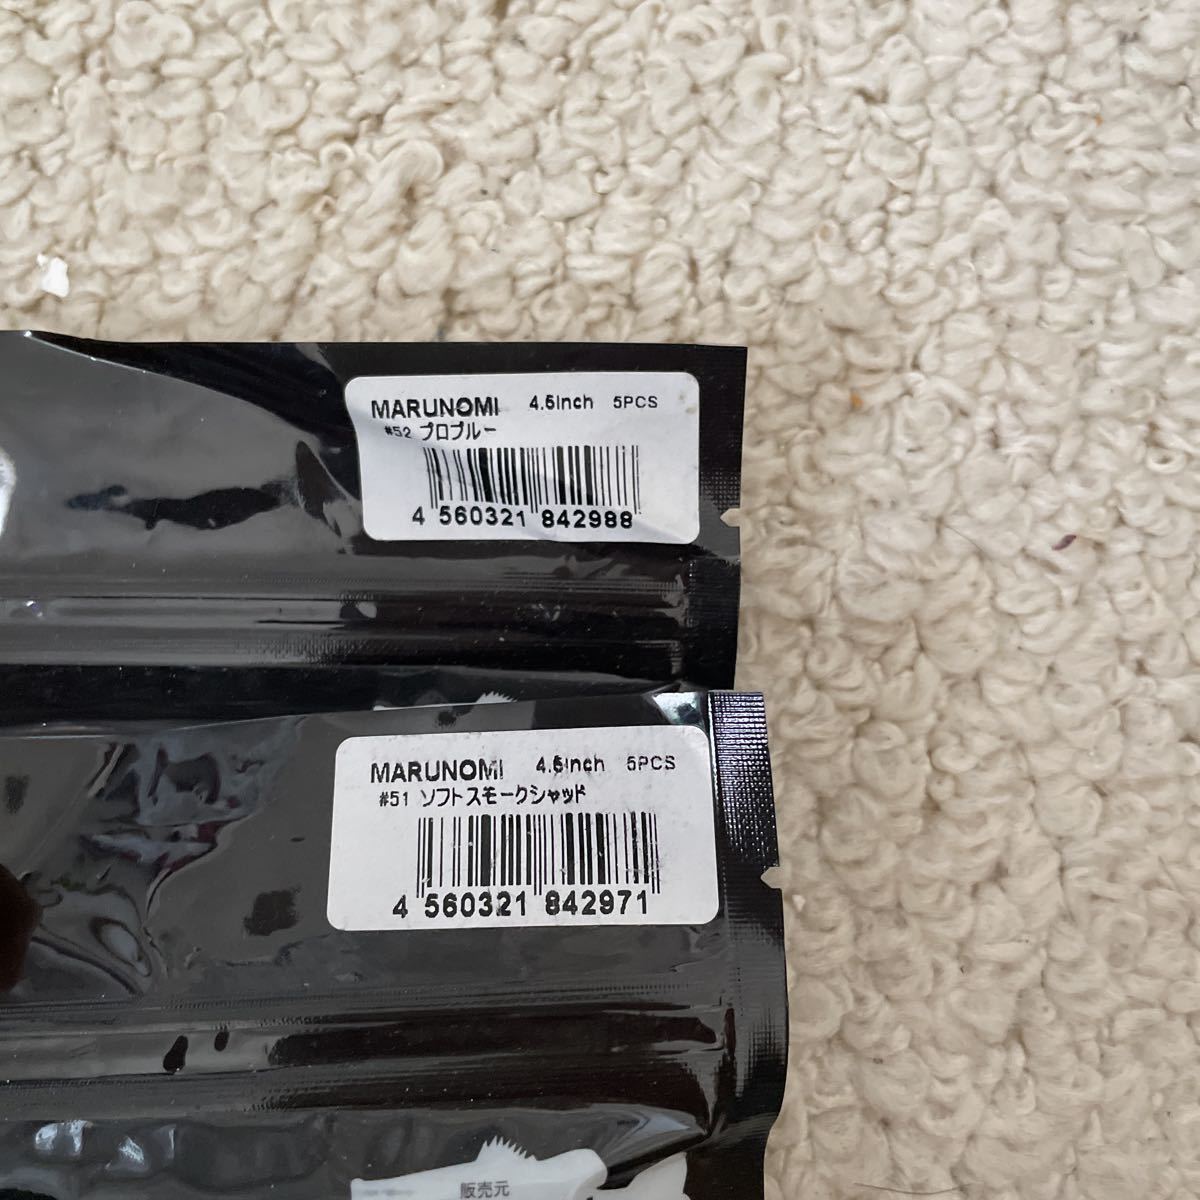 MARUNOMI 4.5inch 5PCS
#52 プロブルー
4 560321 842988
MARUNOMI 4.5inch 5PCS
#51 ソフトスモークシャッド
4 560321 842971
販売元